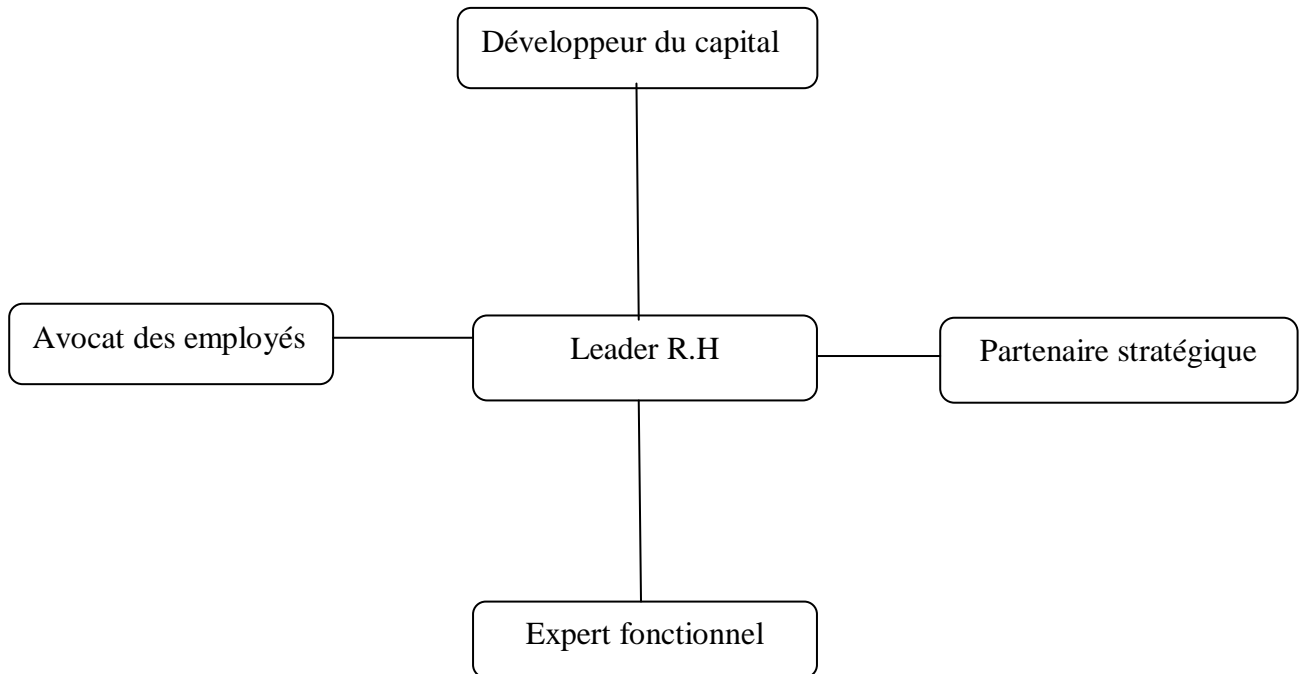 Développeur du capital
Avocat des employés
Leader R.H
Partenaire stratégique
Expert fonctionnel